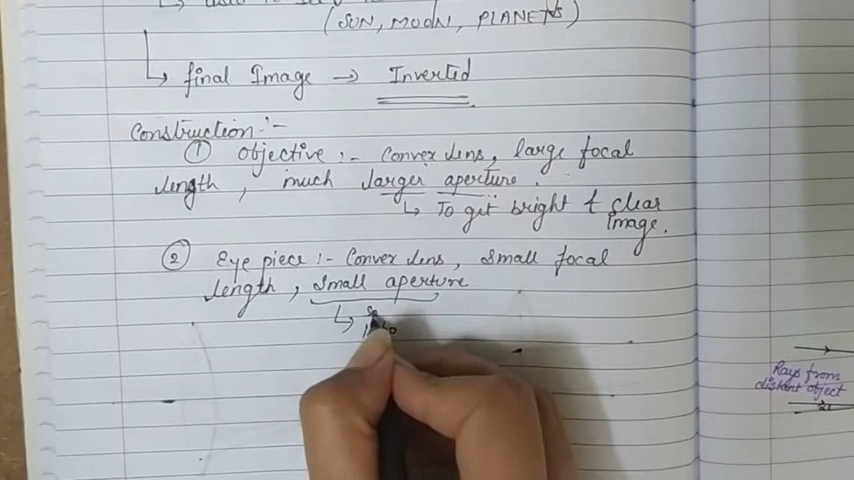 (SUN, MOON, PLANETS)
final Image → Inverted
Construction :-
① Objective :- Convex lens, large focal
length, much larger aperture.
↳ To get bright & clear
image.
② Eye piece :- Convex lens, Small focal
length, Small aperture
↳ So
Rays from
distant object